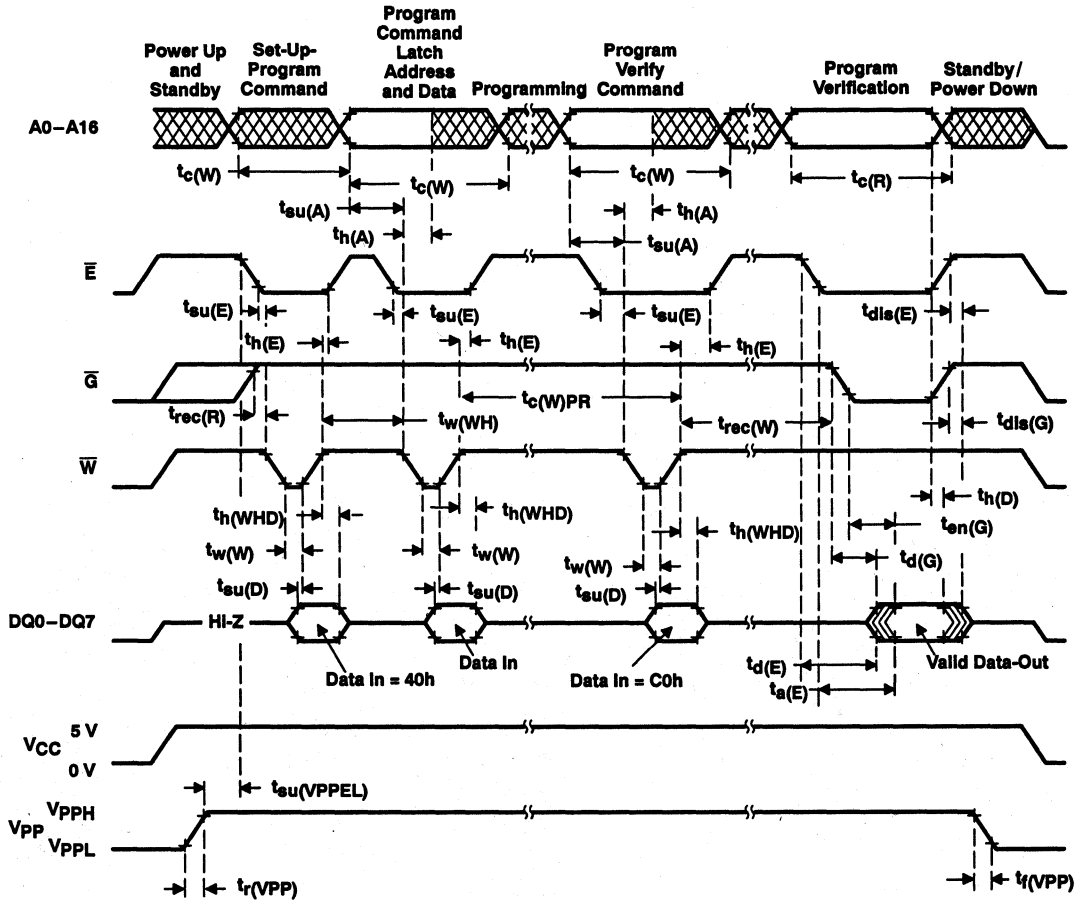 Power Up
and
Standby
Set-Up-
Program
Command
Program
Command
Latch
Address
and Data
Programming
Program
Verify
Command
Program
Verification
Standby/
Power Down
A0–A16
tc(W)
tc(W)
tc(W)
tc(R)
tsu(A)
th(A)
th(A)
tsu(A)
E
tsu(E)
tsu(E)
tsu(E)
tdis(E)
th(E)
th(E)
th(E)
G
trec(R)
tw(WH)
tc(W)PR
trec(W)
tdis(G)
W
th(WHD)
th(WHD)
th(WHD)
th(D)
ten(G)
tw(W)
tw(W)
tw(W)
td(G)
tsu(D)
tsu(D)
tsu(D)
DQ0–DQ7
Hi-Z
Data In = 40h
Data In
Data In = C0h
Valid Data-Out
td(E)
ta(E)
VCC
5 V
0 V
tsu(VPPEL)
VPP
VPPH
VPPL
tr(VPP)
tf(VPP)